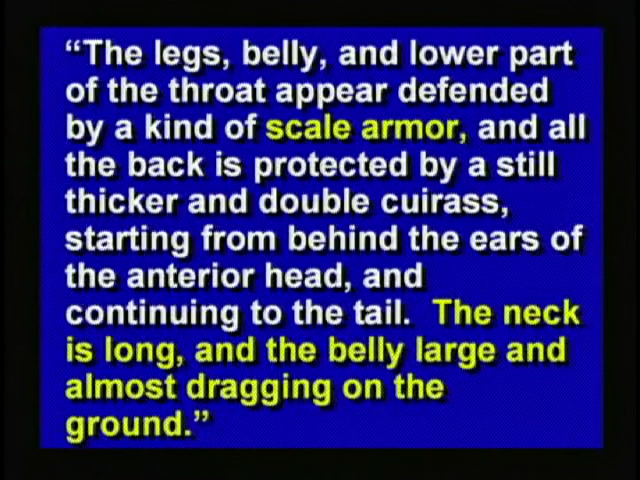 “The legs, belly, and lower part
of the throat appear defended
by a kind of scale armor, and all
the back is protected by a still
thicker and double cuirass,
starting from behind the ears of
the anterior head, and
continuing to the tail. The neck
is long, and the belly large and
almost dragging on the
ground.”